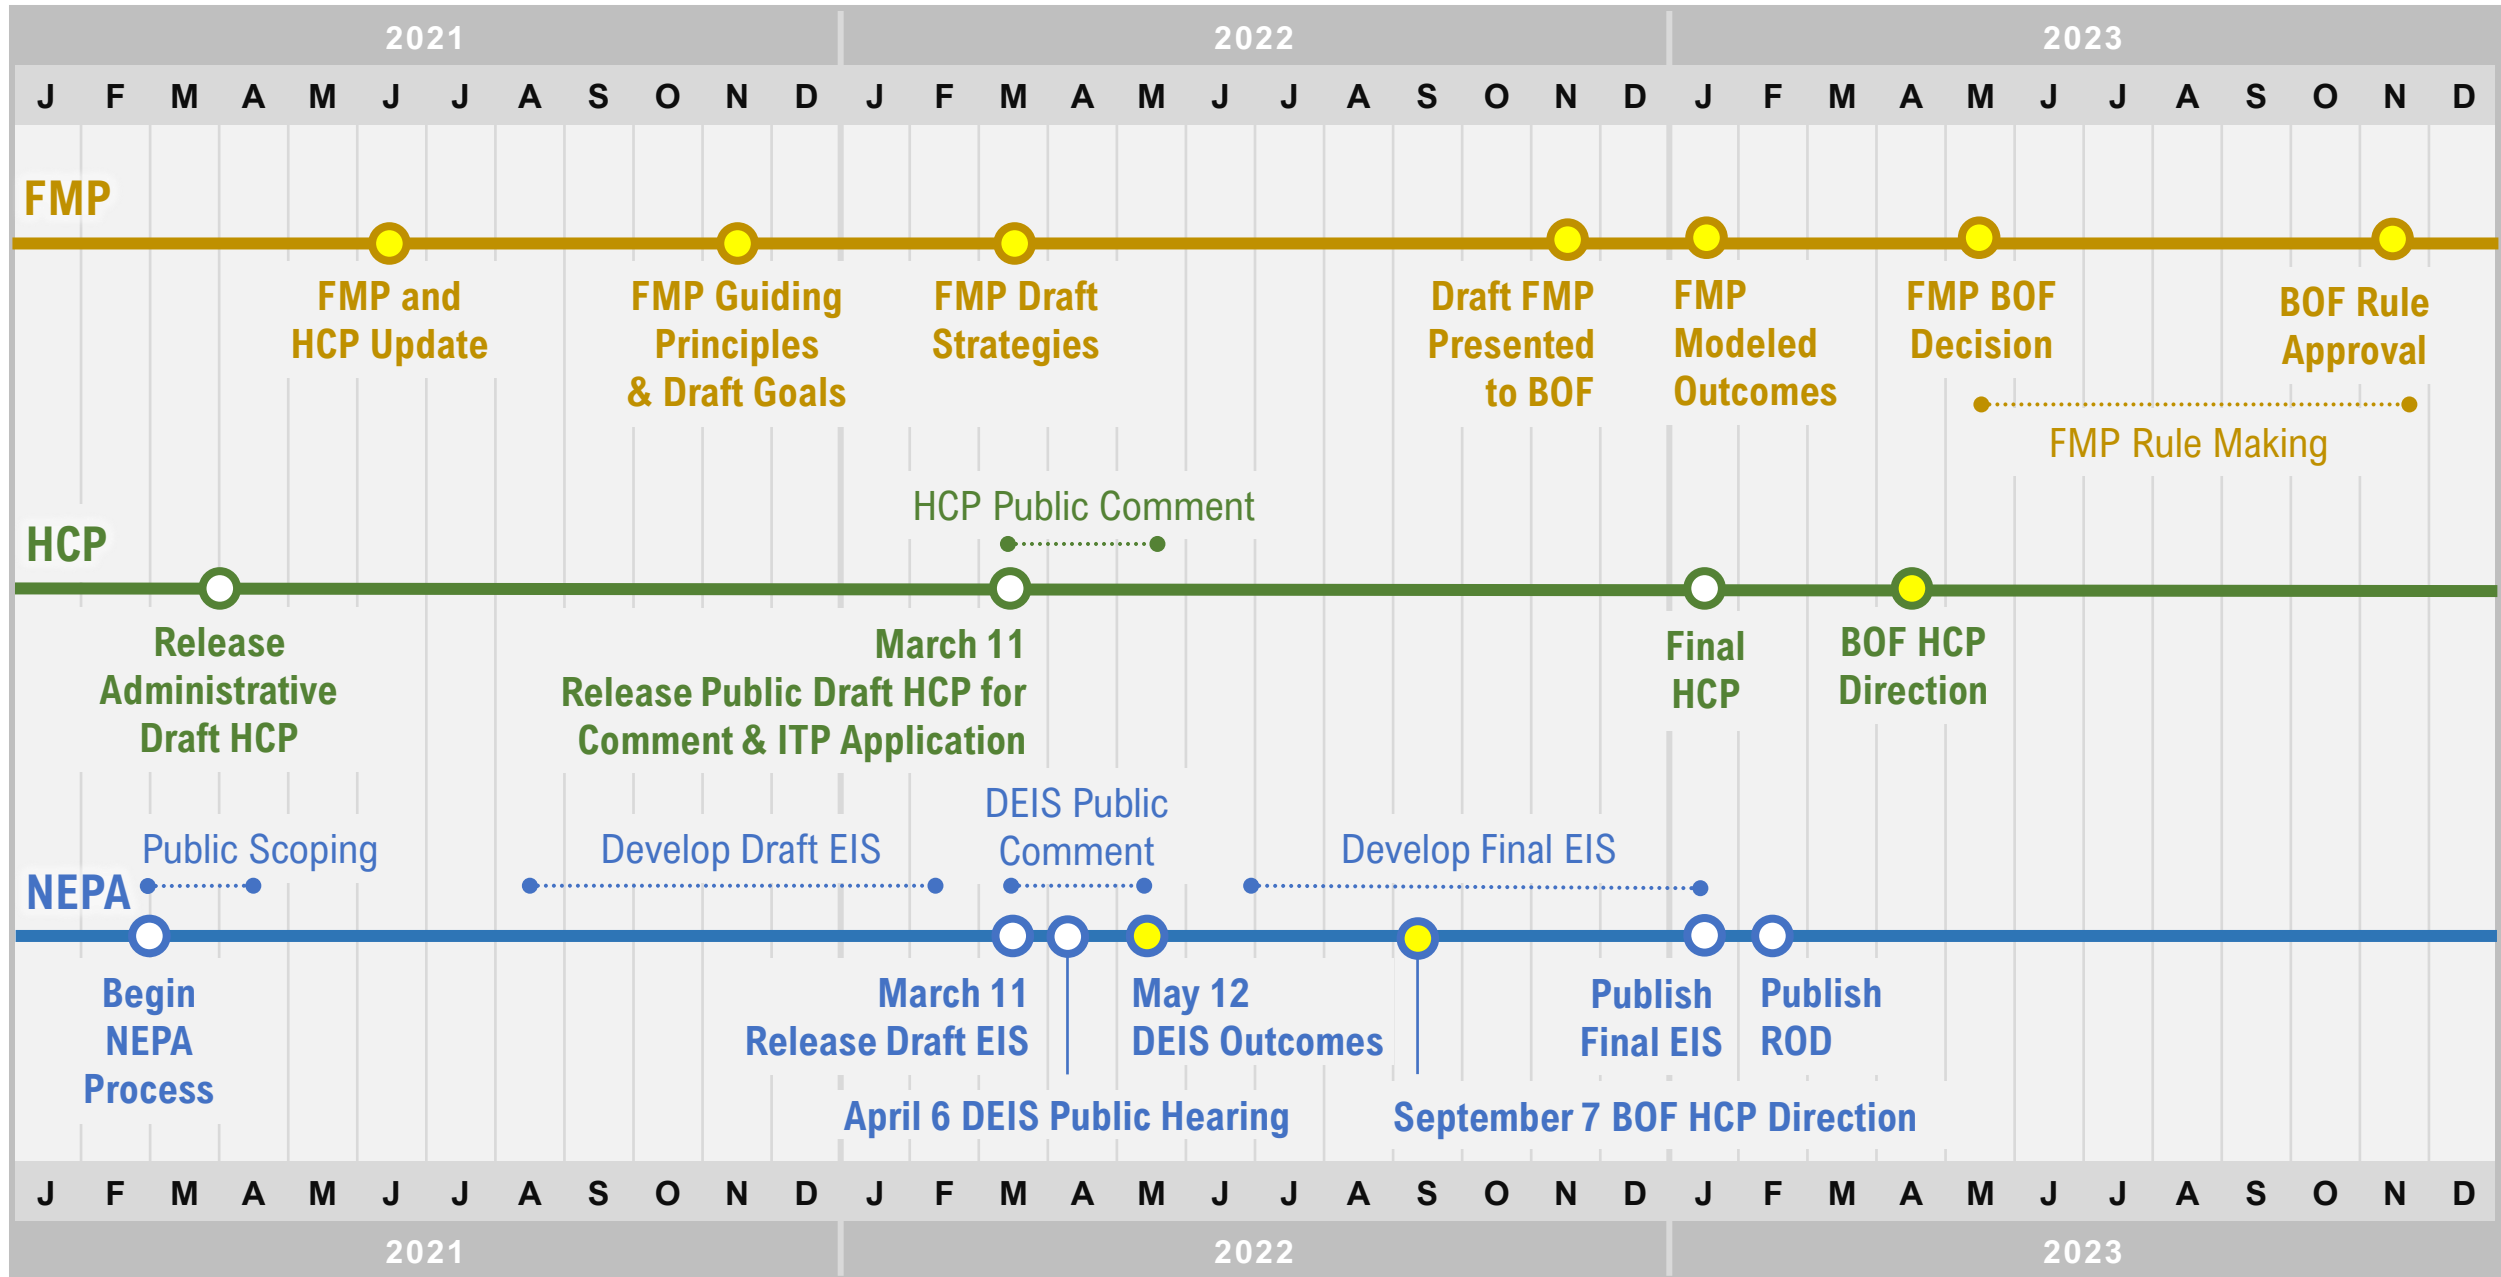 2021 2022 2023
J F M A M J J A S O N D J F M A M J J A S O N D J F M A M J J A S O N D
FMP
FMP and
HCP Update
FMP Guiding
Principles
& Draft Goals
FMP Draft
Strategies
Draft FMP
Presented
to BOF
FMP
Modeled
Outcomes
FMP BOF
Decision
BOF Rule
Approval
FMP Rule Making
HCP Public Comment
HCP
Release
Administrative
Draft HCP
March 11
Release Public Draft HCP for
Comment & ITP Application
Final
HCP
BOF HCP
Direction
Public Scoping
Develop Draft EIS
DEIS Public
Comment
Develop Final EIS
NEPA
Begin
NEPA
Process
March 11
Release Draft EIS
April 6 DEIS Public Hearing
May 12
DEIS Outcomes
September 7 BOF HCP Direction
Publish
Final EIS
Publish
ROD
J F M A M J J A S O N D J F M A M J J A S O N D J F M A M J J A S O N D
2021 2022 2023